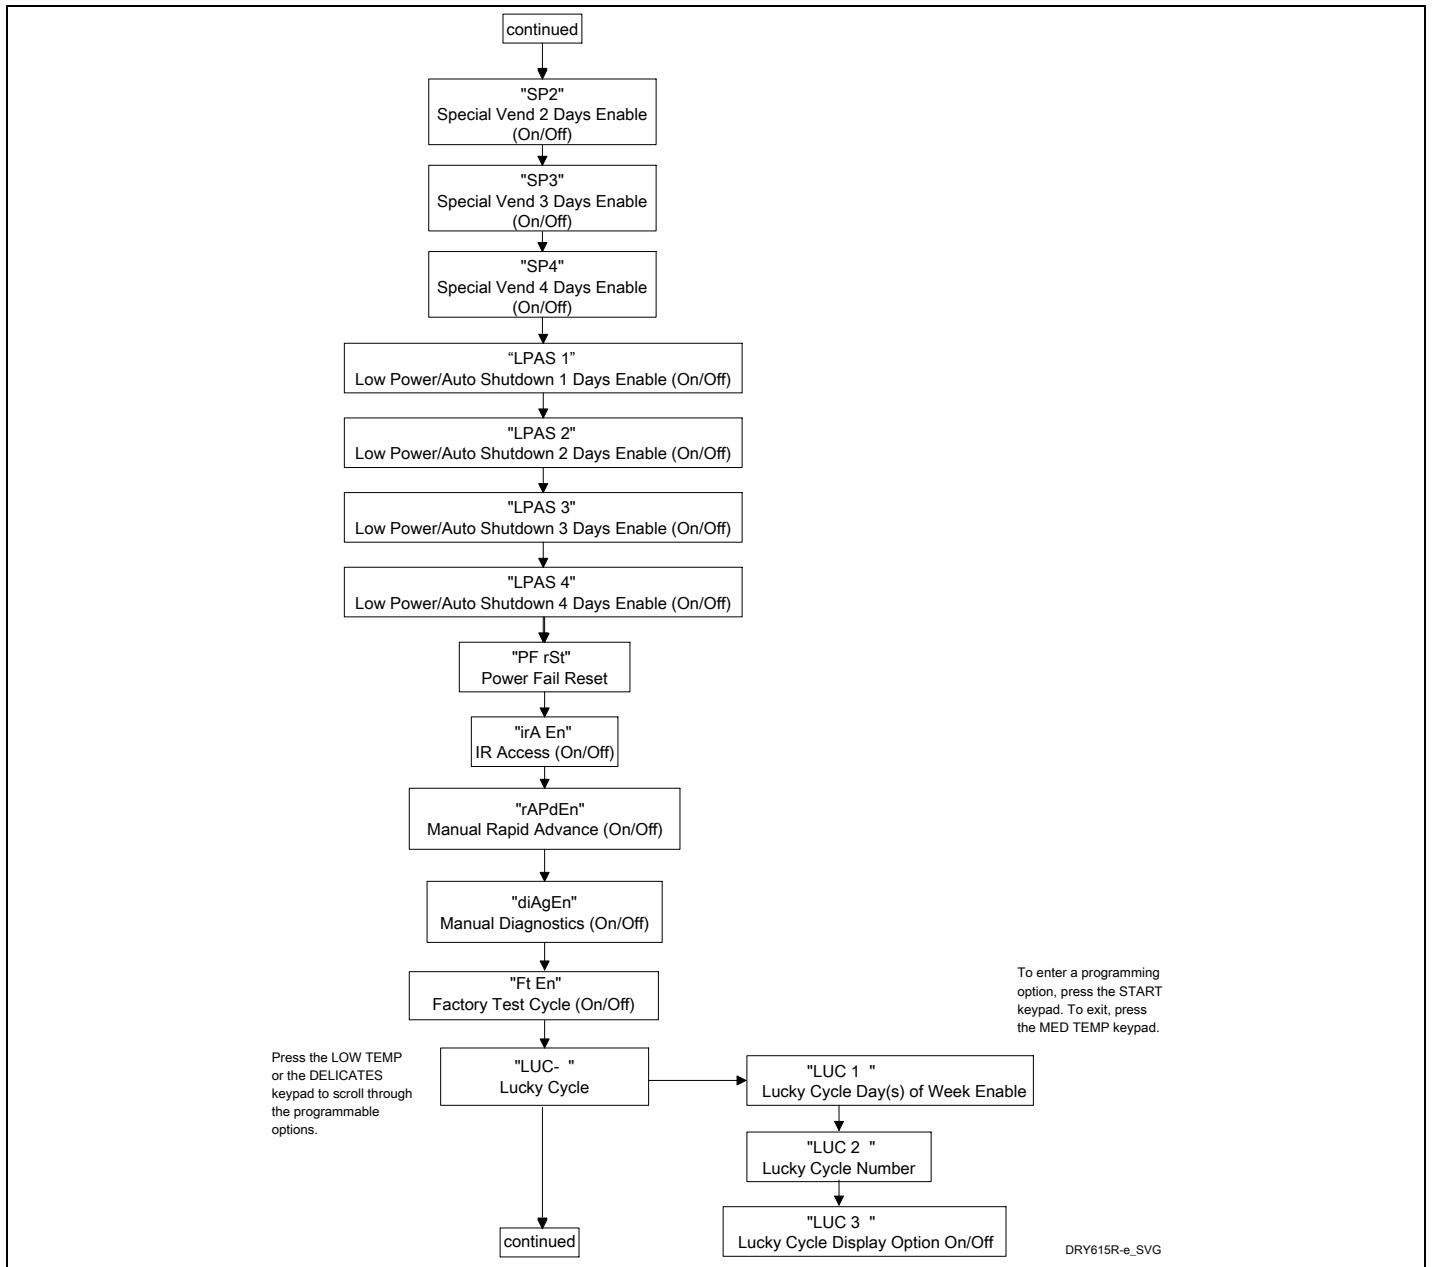 continued
"SP2"
Special Vend 2 Days Enable
(On/Off)
"SP3"
Special Vend 3 Days Enable
(On/Off)
"SP4"
Special Vend 4 Days Enable
(On/Off)
“LPAS 1”
Low Power/Auto Shutdown 1 Days Enable (On/Off)
"LPAS 2"
Low Power/Auto Shutdown 2 Days Enable (On/Off)
"LPAS 3"
Low Power/Auto Shutdown 3 Days Enable (On/Off)
"LPAS 4"
Low Power/Auto Shutdown 4 Days Enable (On/Off)
"PF rSt"
Power Fail Reset
"irA En"
IR Access (On/Off)
"rAPdEn"
Manual Rapid Advance (On/Off)
"diAgEn"
Manual Diagnostics (On/Off)
"Ft En"
Factory Test Cycle (On/Off)
To enter a programming
option, press the START
keypad. To exit, press
the MED TEMP keypad.
Press the LOW TEMP
or the DELICATES
keypad to scroll through
the programmable
options.
"LUC-  "
Lucky Cycle
"LUC 1  "
Lucky Cycle Day(s) of Week Enable
"LUC 2  "
Lucky Cycle Number
"LUC 3  "
Lucky Cycle Display Option On/Off
continued
DRY615R-e_SVG